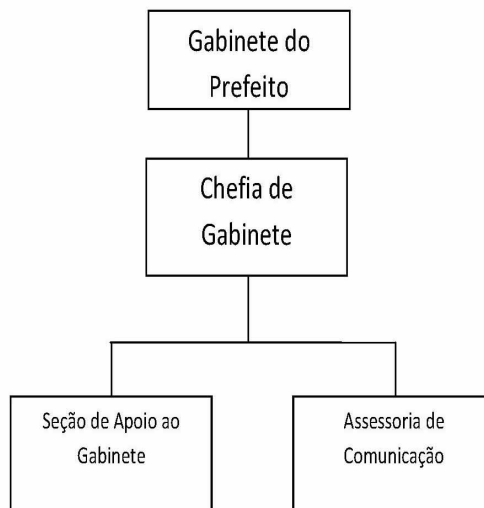 Gabinete do
Prefeito
Chefia de
Gabinete
Seção de Apoio ao
Gabinete
Assessoria de
Comunicação